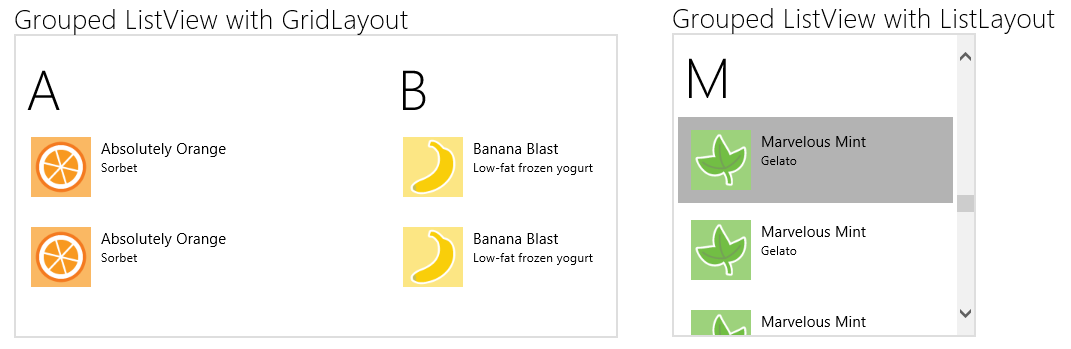 Grouped ListView with GridLayout
A
Absolutely Orange
Sorbet
Absolutely Orange
Sorbet
B
Banana Blast
Low-fat frozen yogurt
Banana Blast
Low-fat frozen yogurt
Grouped ListView with ListLayout
M
Marvelous Mint
Gelato
Marvelous Mint
Gelato
Marvelous Mint